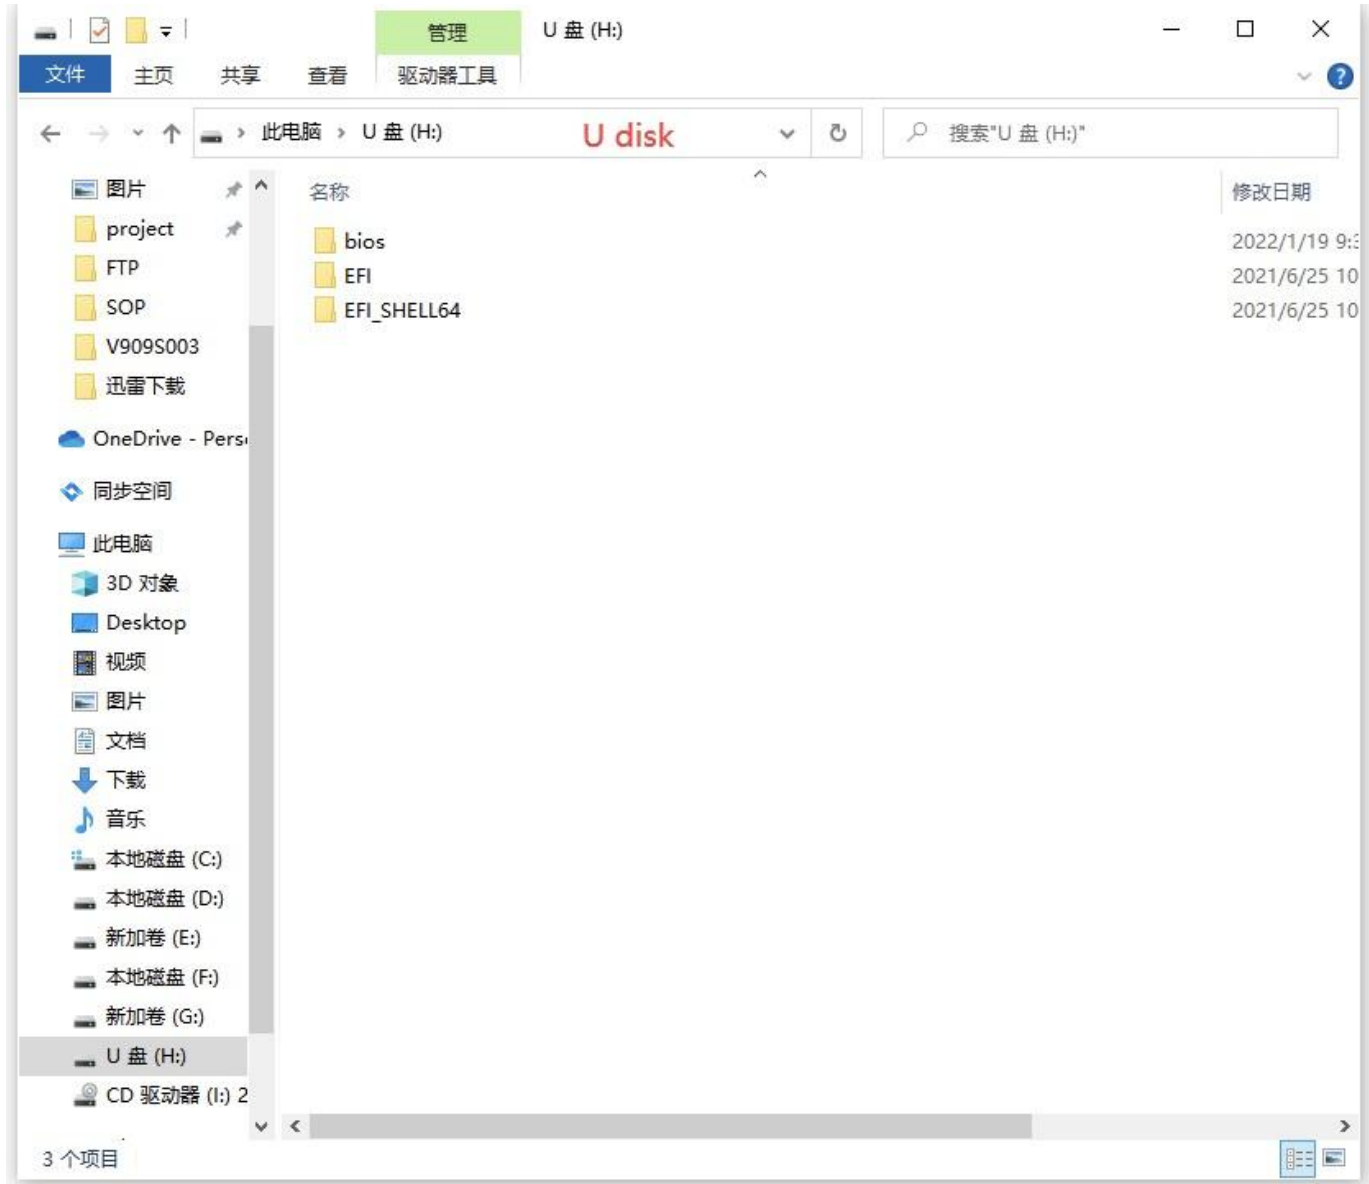 管理 U 盘 (H:)
文件 主页 共享 查看 驱动器工具
此电脑 › U 盘 (H:) U disk 搜索"U 盘 (H:)"
名称 修改日期
图片
project
FTP
SOP
V909S003
迅雷下载
OneDrive - Pers
同步空间
此电脑
3D 对象
Desktop
视频
图片
文档
下载
音乐
本地磁盘 (C:)
本地磁盘 (D:)
新加卷 (E:)
本地磁盘 (F:)
新加卷 (G:)
U 盘 (H:)
CD 驱动器 (I:) 2
bios 2022/1/19 9:3
EFI 2021/6/25 10
EFI_SHELL64 2021/6/25 10
3 个项目